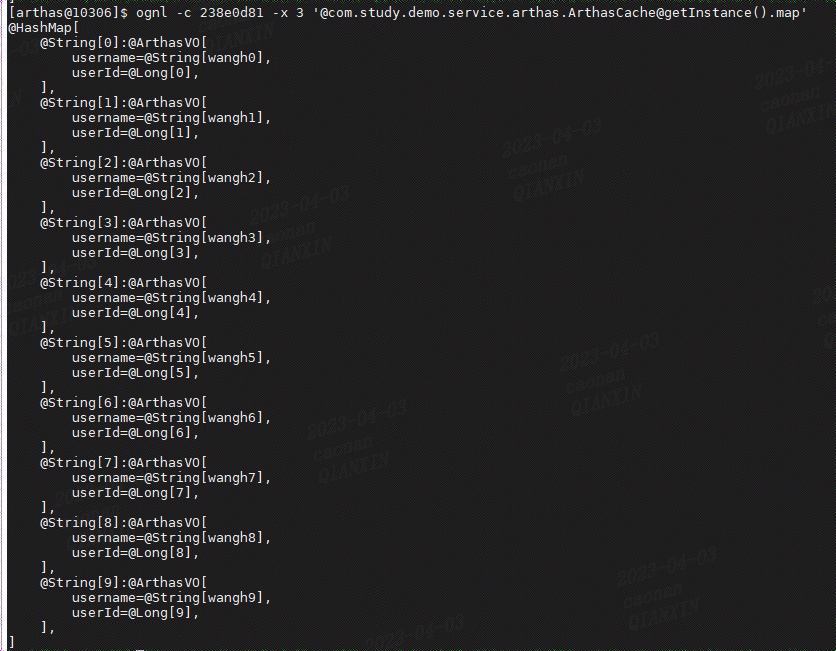 [arthas@10306]$ ognl -c 238e0d81 -x 3 '@com.study.demo.service.arthas.ArthasCache@getInstance().map'
@HashMap[
    @String[0]:@ArthasVO[
        username=@String[wangh0],
        userId=@Long[0],
    ],
    @String[1]:@ArthasVO[
        username=@String[wangh1],
        userId=@Long[1],
    ],
    @String[2]:@ArthasVO[
        username=@String[wangh2],
        userId=@Long[2],
    ],
    @String[3]:@ArthasVO[
        username=@String[wangh3],
        userId=@Long[3],
    ],
    @String[4]:@ArthasVO[
        username=@String[wangh4],
        userId=@Long[4],
    ],
    @String[5]:@ArthasVO[
        username=@String[wangh5],
        userId=@Long[5],
    ],
    @String[6]:@ArthasVO[
        username=@String[wangh6],
        userId=@Long[6],
    ],
    @String[7]:@ArthasVO[
        username=@String[wangh7],
        userId=@Long[7],
    ],
    @String[8]:@ArthasVO[
        username=@String[wangh8],
        userId=@Long[8],
    ],
    @String[9]:@ArthasVO[
        username=@String[wangh9],
        userId=@Long[9],
    ],
]
2023-04-03
caonan
QIANXIN